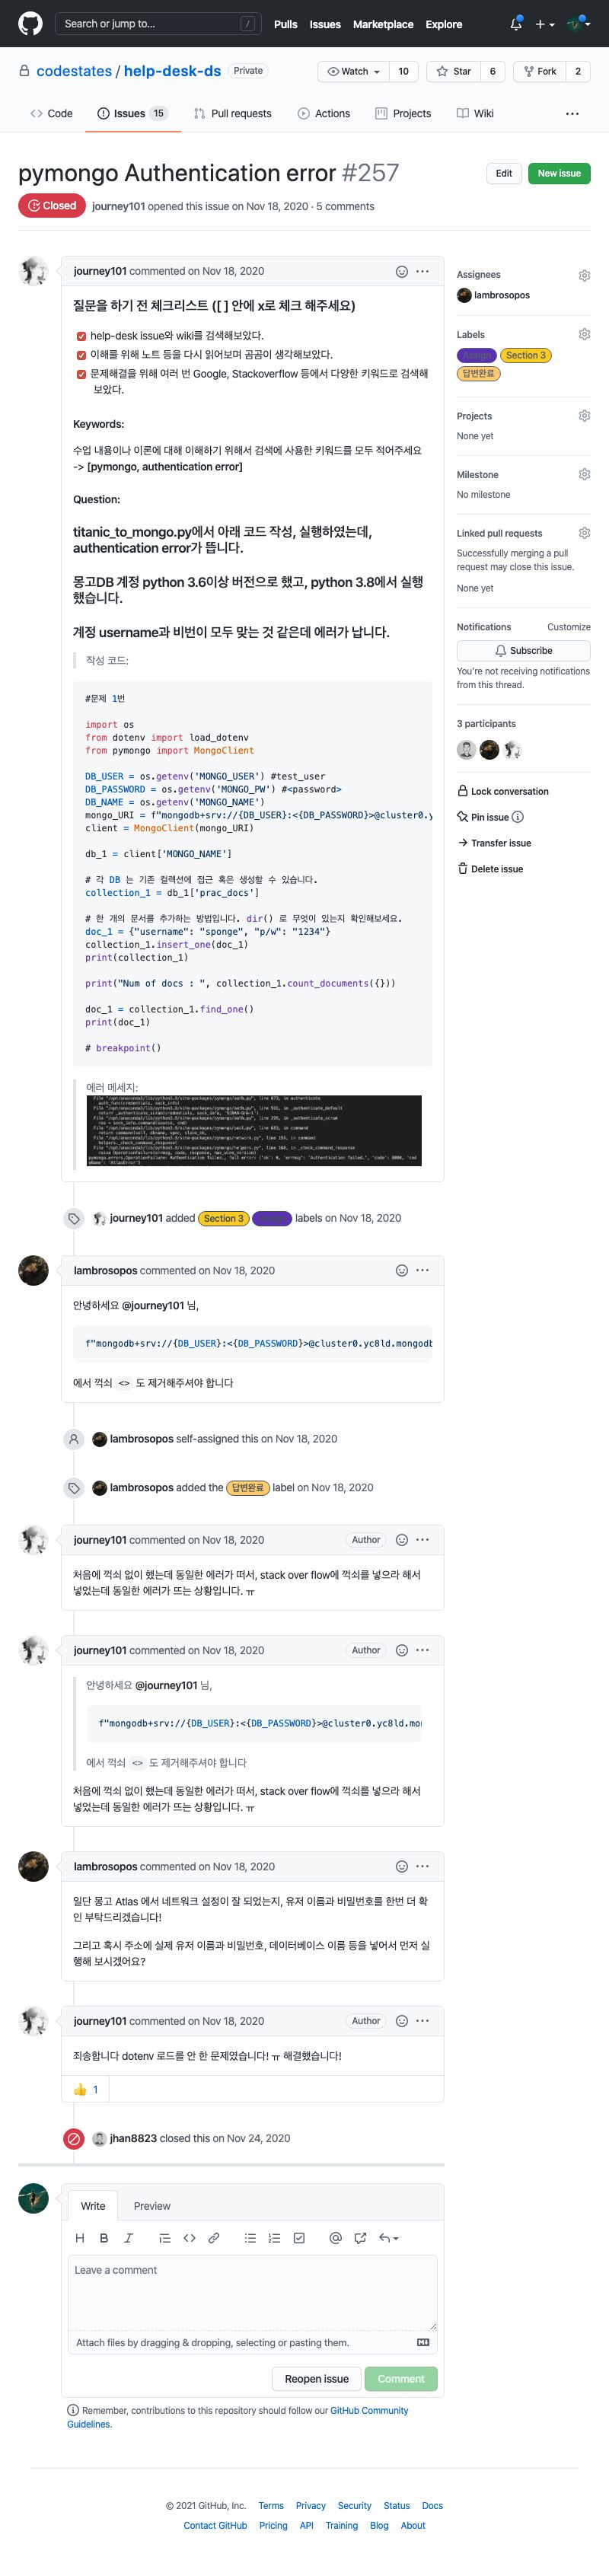 Search or jump to... /
Pulls Issues Marketplace Explore
codestates / help-desk-ds Private
Watch 10 Star 6 Fork 2
Code Issues 15 Pull requests Actions Projects Wiki ...
pymongo Authentication error #257
Edit New issue
Closed journey101 opened this issue on Nov 18, 2020 · 5 comments
journey101 commented on Nov 18, 2020
질문을 하기 전 체크리스트 ([ ] 안에 x로 체크 해주세요)
help-desk issue와 wiki를 검색해보았다.
이해를 위해 노트 등을 다시 읽어보며 곰곰이 생각해보았다.
문제해결을 위해 여러 번 Google, Stackoverflow 등에서 다양한 키워드로 검색해
보았다.
Keywords:
수업 내용이나 이론에 대해 이해하기 위해서 검색에 사용한 키워드를 모두 적어주세요
-> [pymongo, authentication error]
Question:
titanic_to_mongo.py에서 아래 코드 작성, 실행하였는데,
authentication error가 뜹니다.
몽고DB 계정 python 3.6이상 버전으로 했고, python 3.8에서 실행
했습니다.
계정 username과 비번이 모두 맞는 것 같은데 에러가 납니다.
작성 코드:
#문제 1번
import os
from dotenv import load_dotenv
from pymongo import MongoClient
DB_USER = os.getenv('MONGO_USER') #test_user
DB_PASSWORD = os.getenv('MONGO_PW') #<password>
DB_NAME = os.getenv('MONGO_NAME')
mongo_URI = f"mongodb+srv://{DB_USER}:<{DB_PASSWORD}>@cluster0.y
client = MongoClient(mongo_URI)
db_1 = client['MONGO_NAME']
# 각 DB 는 기존 컬렉션에 접근 혹은 생성할 수 있습니다.
collection_1 = db_1['prac_docs']
# 한 개의 문서를 추가하는 방법입니다. dir() 로 무엇이 있는지 확인해보세요.
doc_1 = {"username": "sponge", "p/w": "1234"}
collection_1.insert_one(doc_1)
print(collection_1)
print("Num of docs : ", collection_1.count_documents({}))
doc_1 = collection_1.find_one()
print(doc_1)
# breakpoint()
에러 메세지:
journey101 added Section 3 labels on Nov 18, 2020
lambrosopos commented on Nov 18, 2020
안녕하세요 @journey101 님,
f"mongodb+srv://{DB_USER}:<{DB_PASSWORD}>@cluster0.yc8ld.mongodb
에서 꺽쇠 <> 도 제거해주셔야 합니다
lambrosopos self-assigned this on Nov 18, 2020
lambrosopos added the 답변완료 label on Nov 18, 2020
journey101 commented on Nov 18, 2020 Author
처음에 꺽쇠 없이 했는데 동일한 에러가 떠서, stack over flow에 꺽쇠를 넣으라 해서
넣었는데 동일한 에러가 뜨는 상황입니다. ㅠ
journey101 commented on Nov 18, 2020 Author
안녕하세요 @journey101 님,
f"mongodb+srv://{DB_USER}:<{DB_PASSWORD}>@cluster0.yc8ld.mon
에서 꺽쇠 <> 도 제거해주셔야 합니다
처음에 꺽쇠 없이 했는데 동일한 에러가 떠서, stack over flow에 꺽쇠를 넣으라 해서
넣었는데 동일한 에러가 뜨는 상황입니다. ㅠ
lambrosopos commented on Nov 18, 2020
일단 몽고 Atlas 에서 네트워크 설정이 잘 되었는지, 유저 이름과 비밀번호를 한번 더 확
인 부탁드리겠습니다!
그리고 혹시 주소에 실제 유저 이름과 비밀번호, 데이터베이스 이름 등을 넣어서 먼저 실
행해 보시겠어요?
journey101 commented on Nov 18, 2020 Author
죄송합니다 dotenv 로드를 안 한 문제였습니다! ㅠ 해결했습니다!
1
jhan8823 closed this on Nov 24, 2020
Write Preview
Leave a comment
Attach files by dragging & dropping, selecting or pasting them.
Reopen issue Comment
Remember, contributions to this repository should follow our GitHub Community
Guidelines.
Assignees
lambrosopos
Labels
Assign Section 3
답변완료
Projects
None yet
Milestone
No milestone
Linked pull requests
Successfully merging a pull
request may close this issue.
None yet
Notifications Customize
Subscribe
You're not receiving notifications
from this thread.
3 participants
Lock conversation
Pin issue
Transfer issue
Delete issue
© 2021 GitHub, Inc. Terms Privacy Security Status Docs
Contact GitHub Pricing API Training Blog About